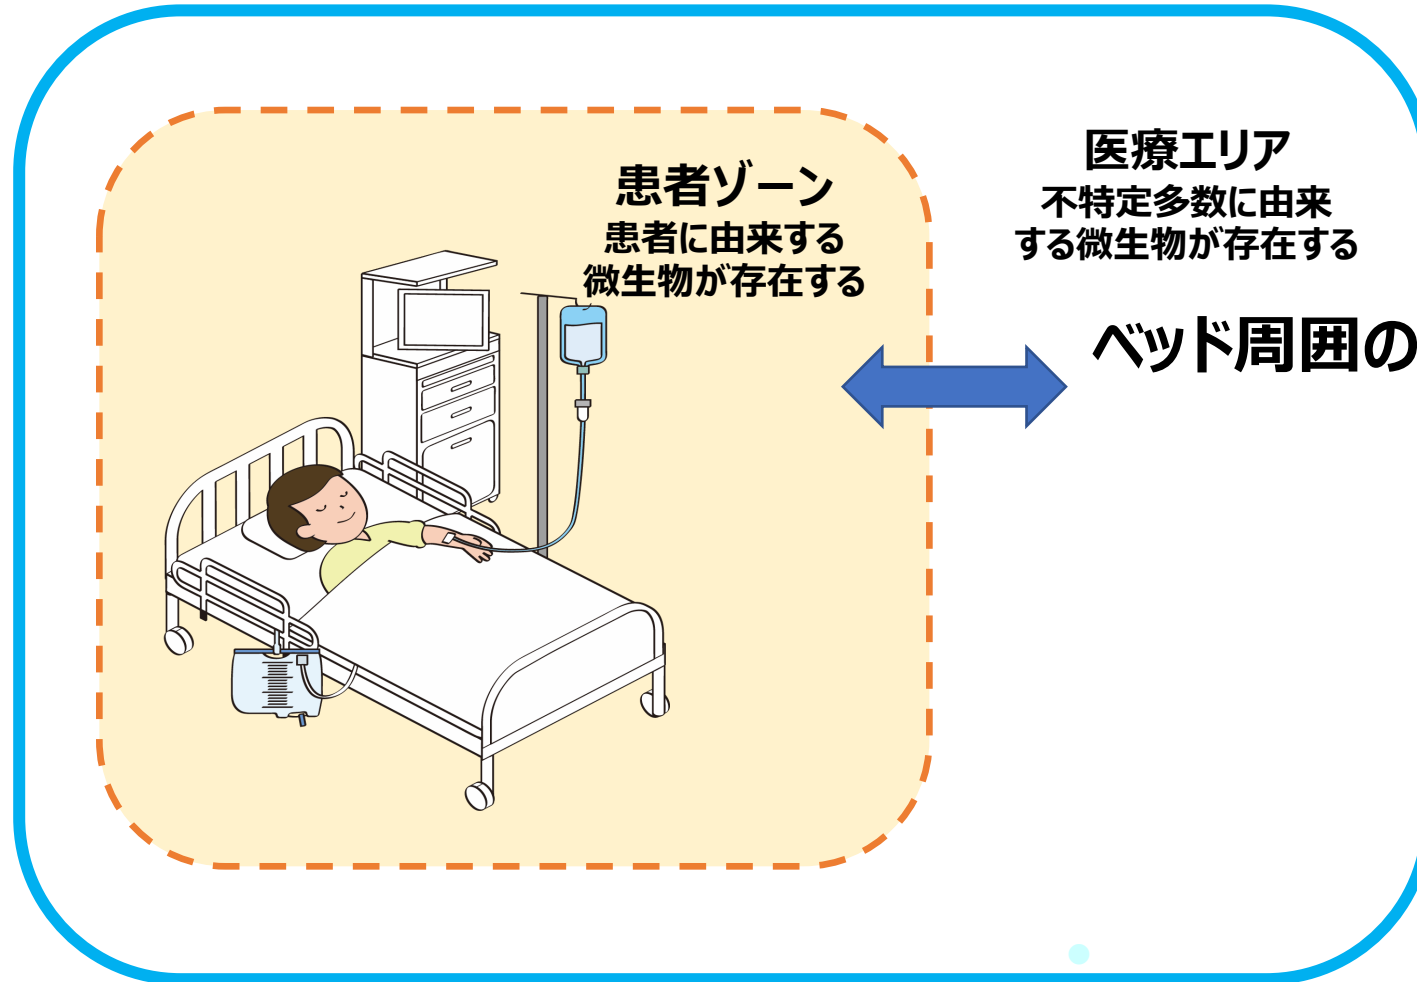 患者ゾーン
患者に由来する
微生物が存在する
医療エリア
不特定多数に由来
する微生物が存在する
ベッド周囲の